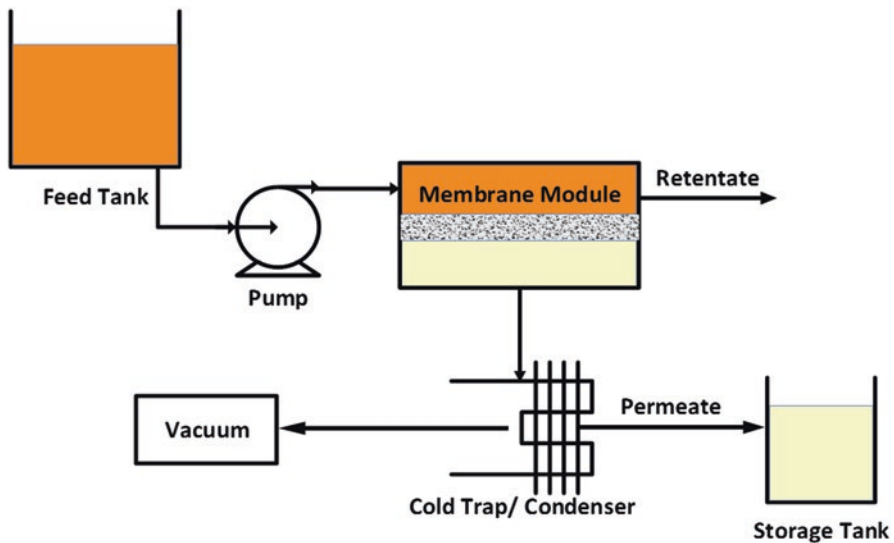 Feed Tank
Pump
Membrane Module
Retentate
Vacuum
Cold Trap/ Condenser
Permeate
Storage Tank